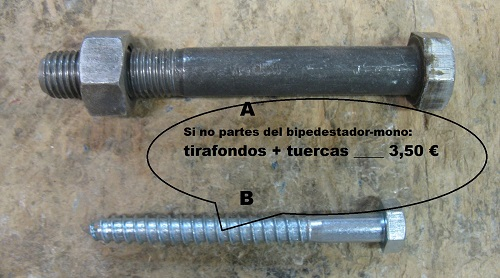 A
Si no partes del bipedestador-mono:
tirafondos + tuercas ___ 3,50 €
B